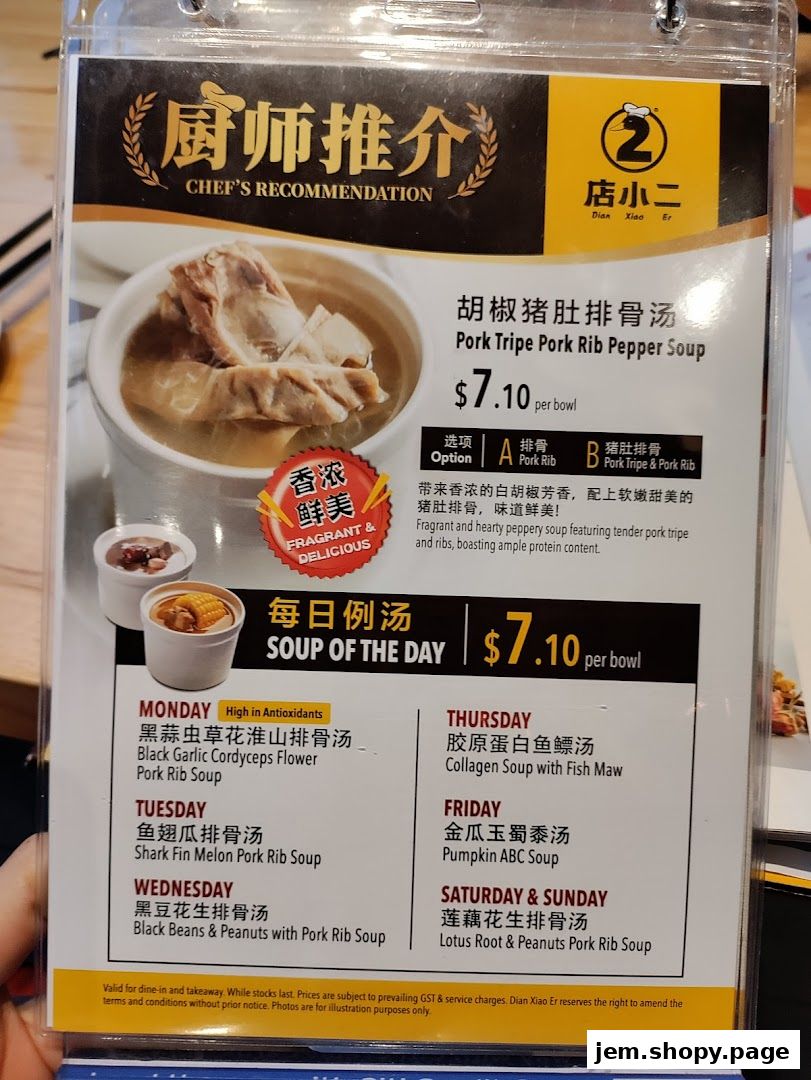 厨师推介
CHEF'S RECOMMENDATION
2
店小二
Dian Xiao Er
胡椒猪肚排骨汤
Pork Tripe Pork Rib Pepper Soup
$7.10 per bowl
选项
Option
A 排骨
Pork Rib
B 猪肚排骨
Pork Tripe & Pork Rib
带来香浓的白胡椒芳香，配上软嫩甜美的
猪肚排骨，味道鲜美!
Fragrant and hearty peppery soup featuring tender pork tripe
and ribs, boasting ample protein content.
香浓
鲜美
FRAGRANT &
DELICIOUS
每日例汤
SOUP OF THE DAY
$7.10 per bowl
MONDAY High in Antioxidants
黑蒜虫草花淮山排骨汤
Black Garlic Cordyceps Flower
Pork Rib Soup
TUESDAY
鱼翅瓜排骨汤
Shark Fin Melon Pork Rib Soup
WEDNESDAY
黑豆花生排骨汤
Black Beans & Peanuts with Pork Rib Soup
THURSDAY
胶原蛋白鱼鳔汤
Collagen Soup with Fish Maw
FRIDAY
金瓜玉蜀黍汤
Pumpkin ABC Soup
SATURDAY & SUNDAY
莲藕花生排骨汤
Lotus Root & Peanuts Pork Rib Soup
Valid for dine-in and takeaway. While stocks last. Prices are subject to prevailing GST & service charges. Dian Xiao Er reserves the right to amend the
terms and conditions without prior notice. Photos are for illustration purposes only.
jem.shopy.page